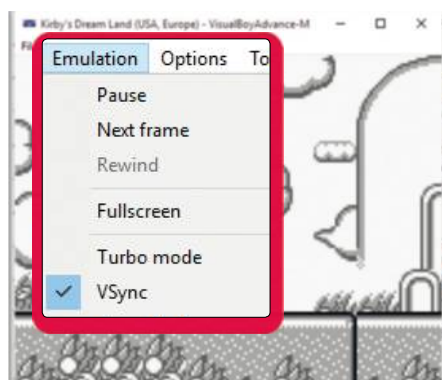 Kirby's Dream Land (USA, Europe) - VisualBoyAdvance-M
Emulation Options To
Pause
Next frame
Rewind
Fullscreen
Turbo mode
VSync